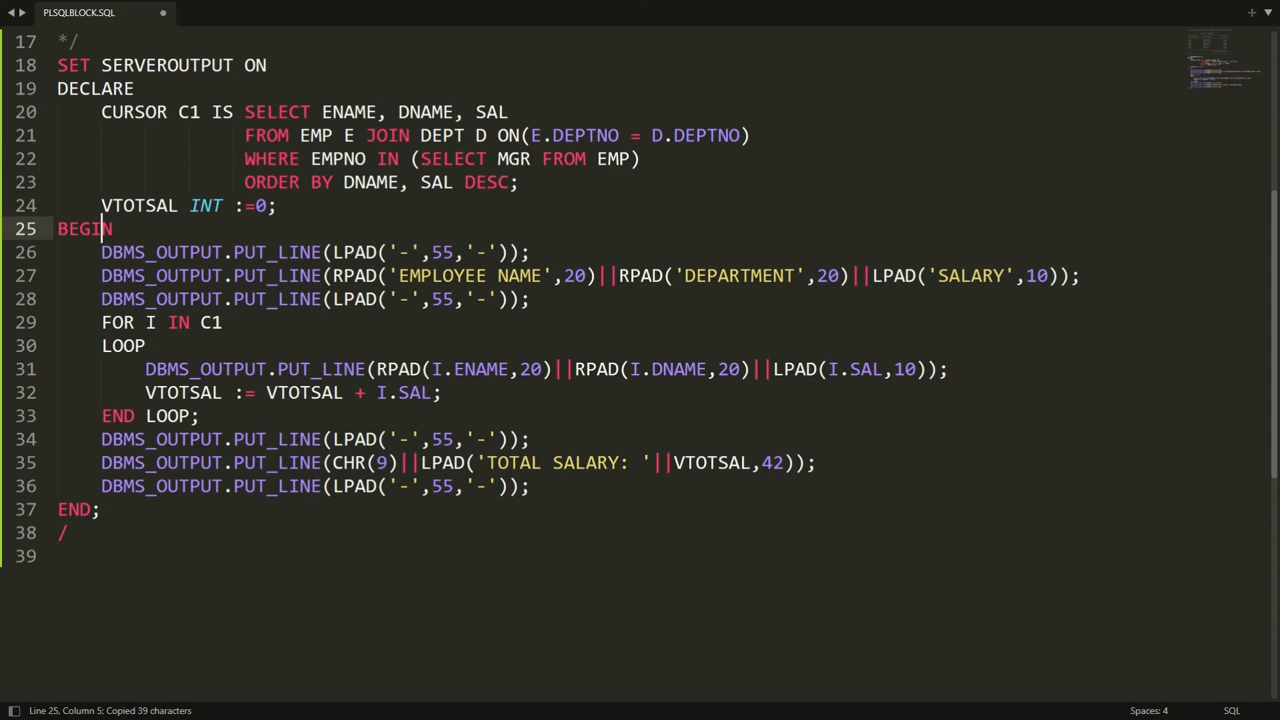 PLSQLBLOCK.SQL
17 */
18 SET SERVEROUTPUT ON
19 DECLARE
20 CURSOR C1 IS SELECT ENAME, DNAME, SAL
21 FROM EMP E JOIN DEPT D ON(E.DEPTNO = D.DEPTNO)
22 WHERE EMPNO IN (SELECT MGR FROM EMP)
23 ORDER BY DNAME, SAL DESC;
24 VTOTSAL INT :=0;
25 BEGIN
26 DBMS_OUTPUT.PUT_LINE(LPAD('-',55,'-'));
27 DBMS_OUTPUT.PUT_LINE(RPAD('EMPLOYEE NAME',20)||RPAD('DEPARTMENT',20)||LPAD('SALARY',10));
28 DBMS_OUTPUT.PUT_LINE(LPAD('-',55,'-'));
29 FOR I IN C1
30 LOOP
31 DBMS_OUTPUT.PUT_LINE(RPAD(I.ENAME,20)||RPAD(I.DNAME,20)||LPAD(I.SAL,10));
32 VTOTSAL := VTOTSAL + I.SAL;
33 END LOOP;
34 DBMS_OUTPUT.PUT_LINE(LPAD('-',55,'-'));
35 DBMS_OUTPUT.PUT_LINE(CHR(9)||LPAD('TOTAL SALARY: '||VTOTSAL,42));
36 DBMS_OUTPUT.PUT_LINE(LPAD('-',55,'-'));
37 END;
38 /
39
Line 25, Column 5; Copied 39 characters Spaces: 4 SQL